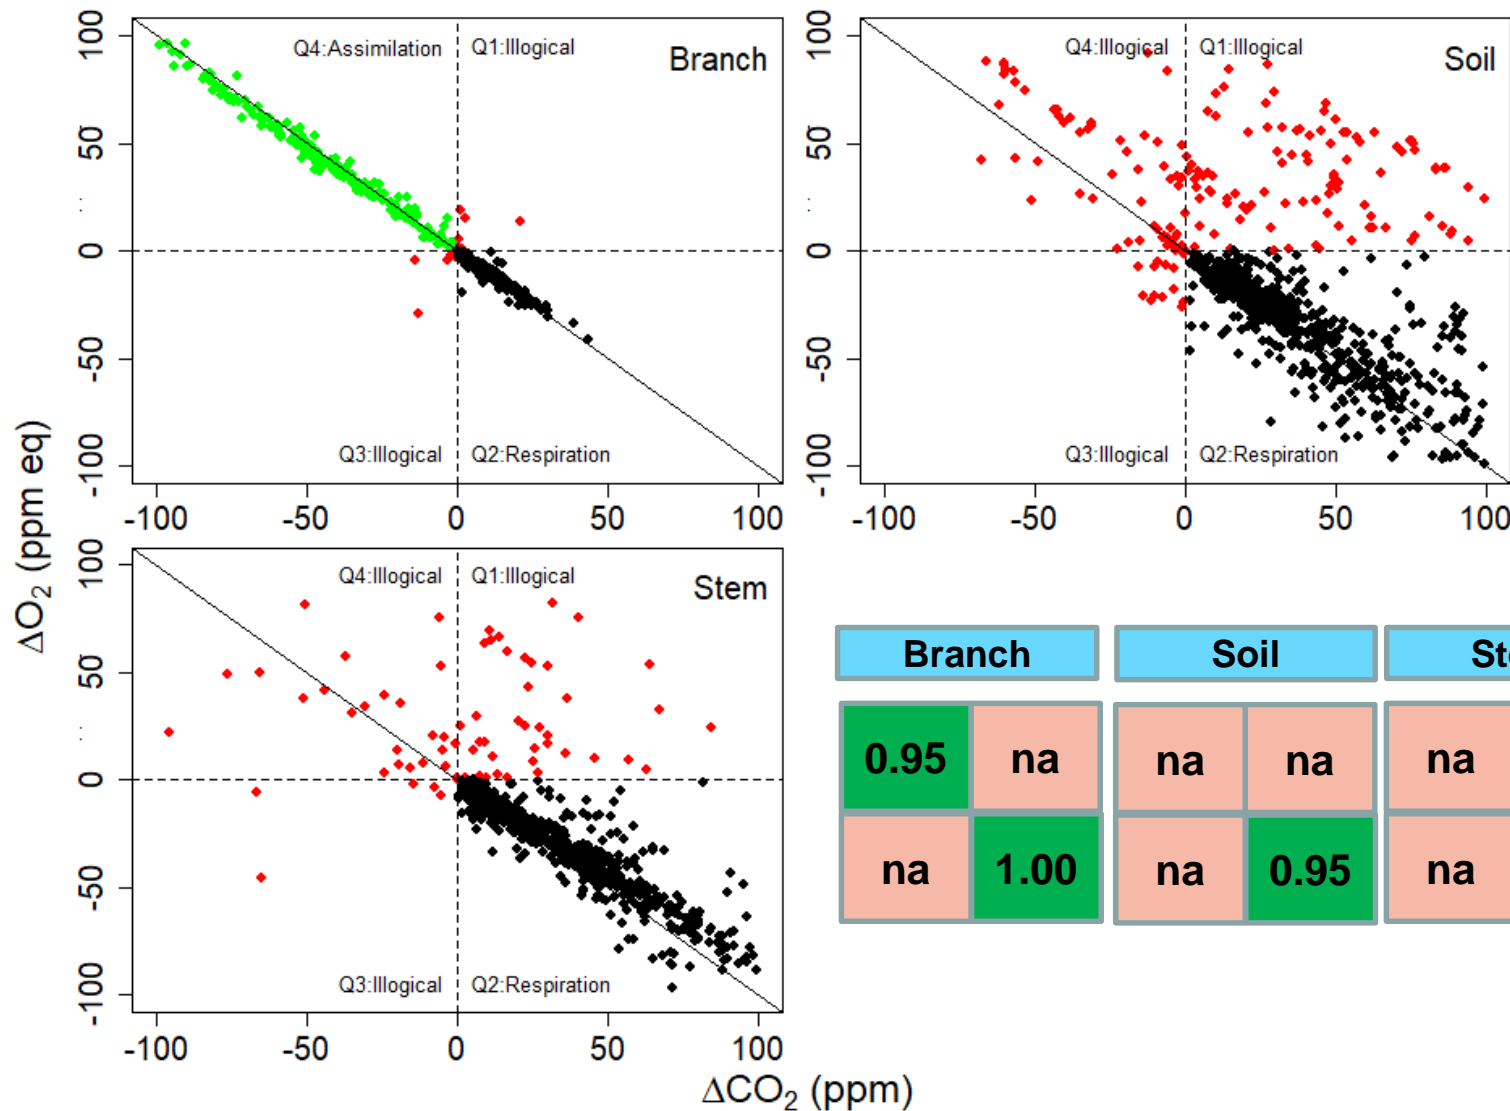 Q4:Assimilation Q1:Illogical
Branch
Q3:Illogical Q2:Respiration
100
50
0
-50
-100
-100 -50 0 50 100
Q4:Illogical Q1:Illogical
Soil
Q3:Illogical Q2:Respiration
100
50
0
-50
-100
-100 -50 0 50 100
Q4:Illogical Q1:Illogical
Stem
Q3:Illogical Q2:Respiration
100
50
0
-50
-100
-100 -50 0 50 100
ΔO₂ (ppm eq)
ΔCO₂ (ppm)
Branch Soil
0.95 na na na na
na 1.00 na 0.95 na